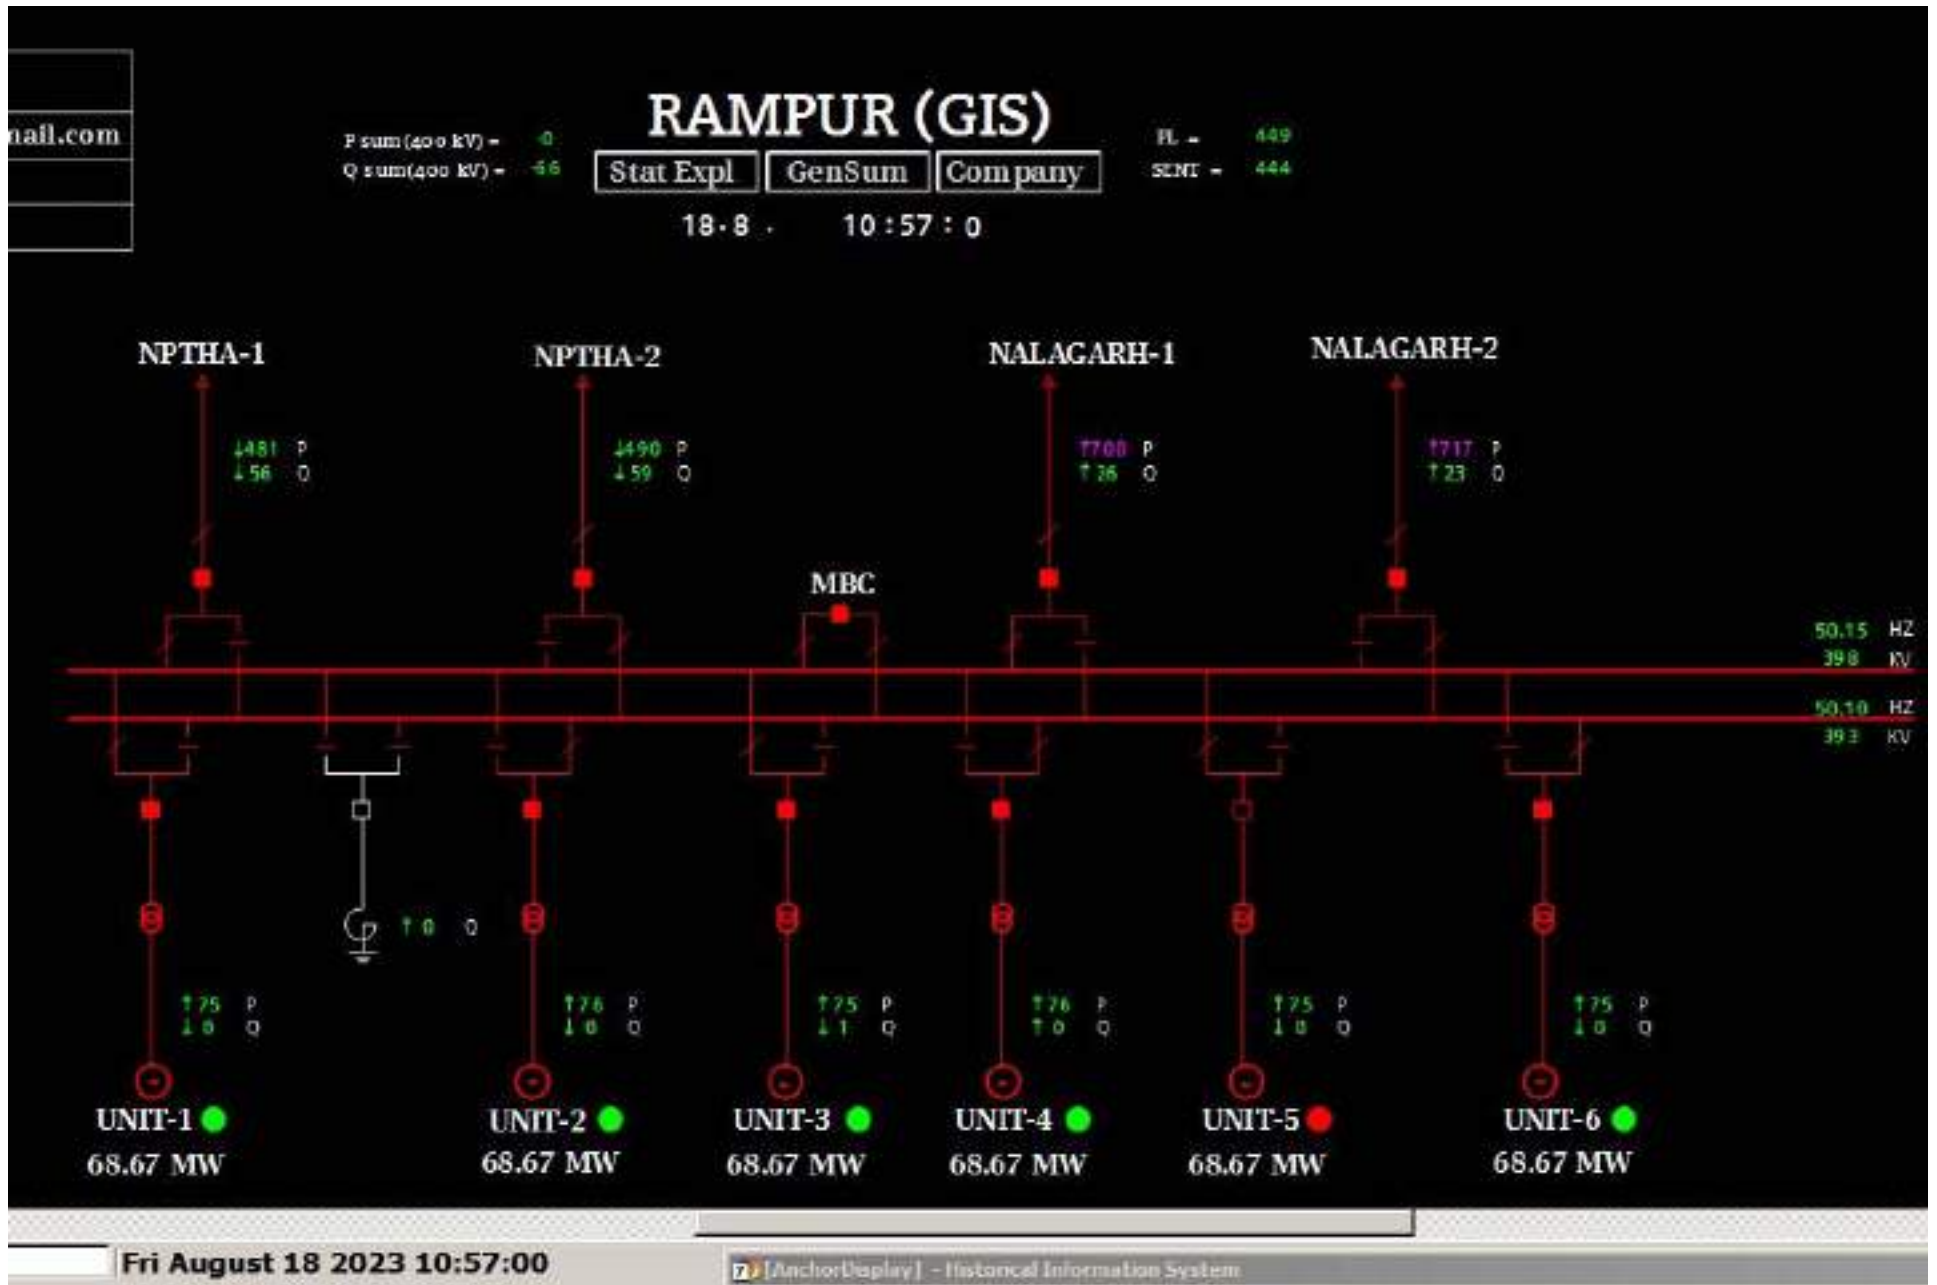 RAMPUR (GIS)
nail.com
P sum(400 kV) = -0
Q sum(400 kV) = -66
Stat Expl GenSum Company
PL = 449
SENT = 444
18.8 . 10:57 : 0
NPTHA-1 NPTHA-2 NALAGARH-1 NALAGARH-2
↓481 P ↓490 P ↑700 P ↑717 P
↓56 Q ↓59 Q ↑26 Q ↑23 Q
MBC
50.15 HZ
398 KV
50.10 HZ
393 KV
↑0 Q
↑75 P ↑76 P ↑75 P ↑76 P ↑75 P ↑75 P
↓0 Q ↓0 Q ↓1 Q ↑0 Q ↓0 Q ↓0 Q
UNIT-1 UNIT-2 UNIT-3 UNIT-4 UNIT-5 UNIT-6
68.67 MW 68.67 MW 68.67 MW 68.67 MW 68.67 MW 68.67 MW
Fri August 18 2023 10:57:00
[AnchorDisplay] - Historical Information System